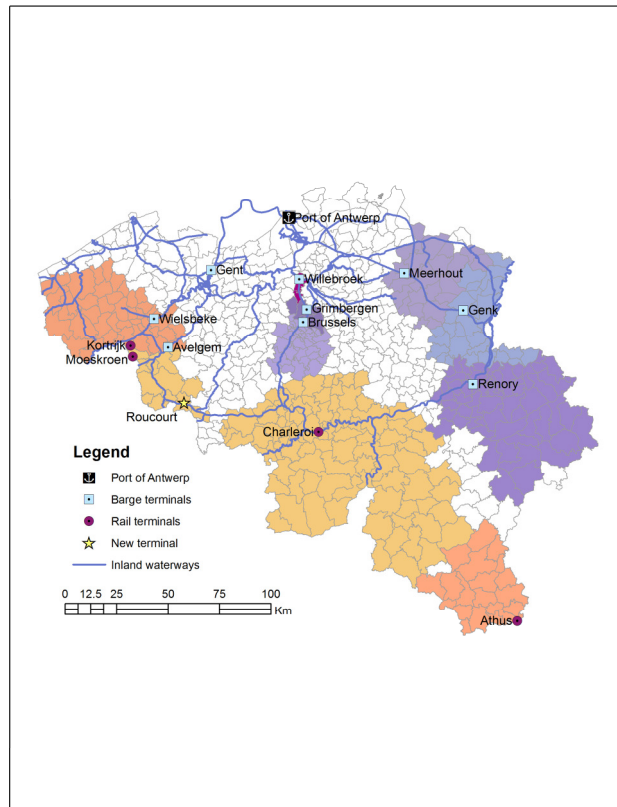 Port of Antwerp
Gent
Willebroek
Meerhout
Grimbergen
Genk
Wielsbeke
Brussels
Kortrijk
Avelgem
Moeskroen
Renory
Roucourt
Charleroi
Legend
Port of Antwerp
Barge terminals
Rail terminals
New terminal
Inland waterways
0 12.5 25 50 75 100
Km
Athus